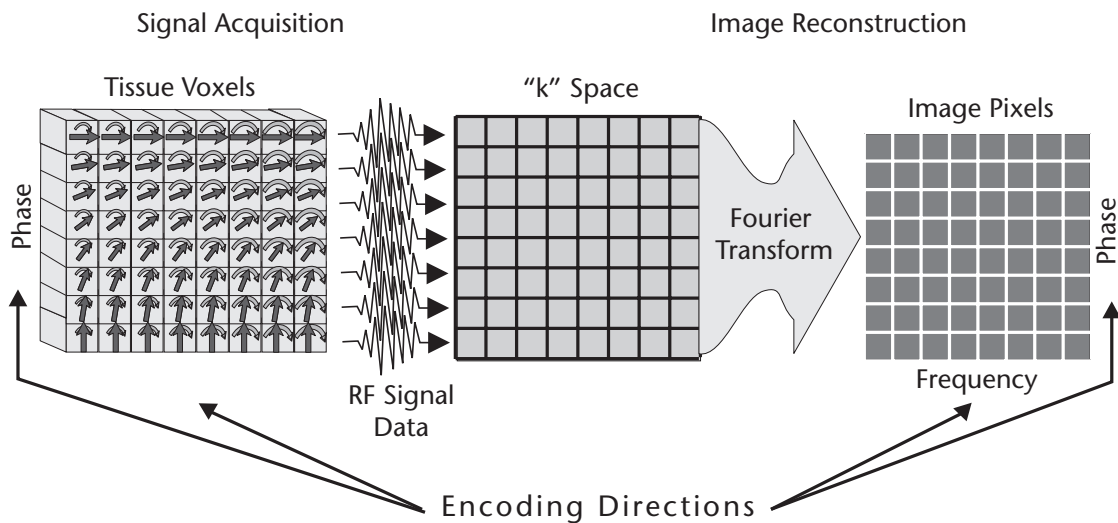 Signal Acquisition
Image Reconstruction
Tissue Voxels
“k” Space
Image Pixels
Phase
Fourier
Transform
Phase
RF Signal
Data
Frequency
Encoding Directions